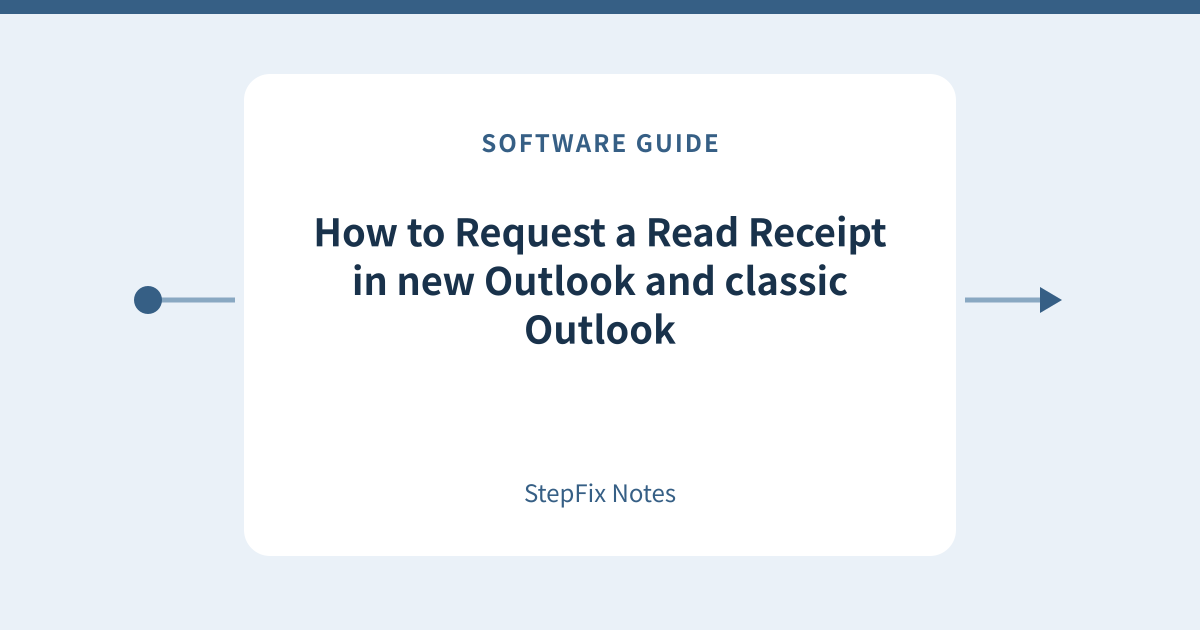 SOFTWARE GUIDE
How to Request a Read Receipt
in new Outlook and classic
Outlook
StepFix Notes